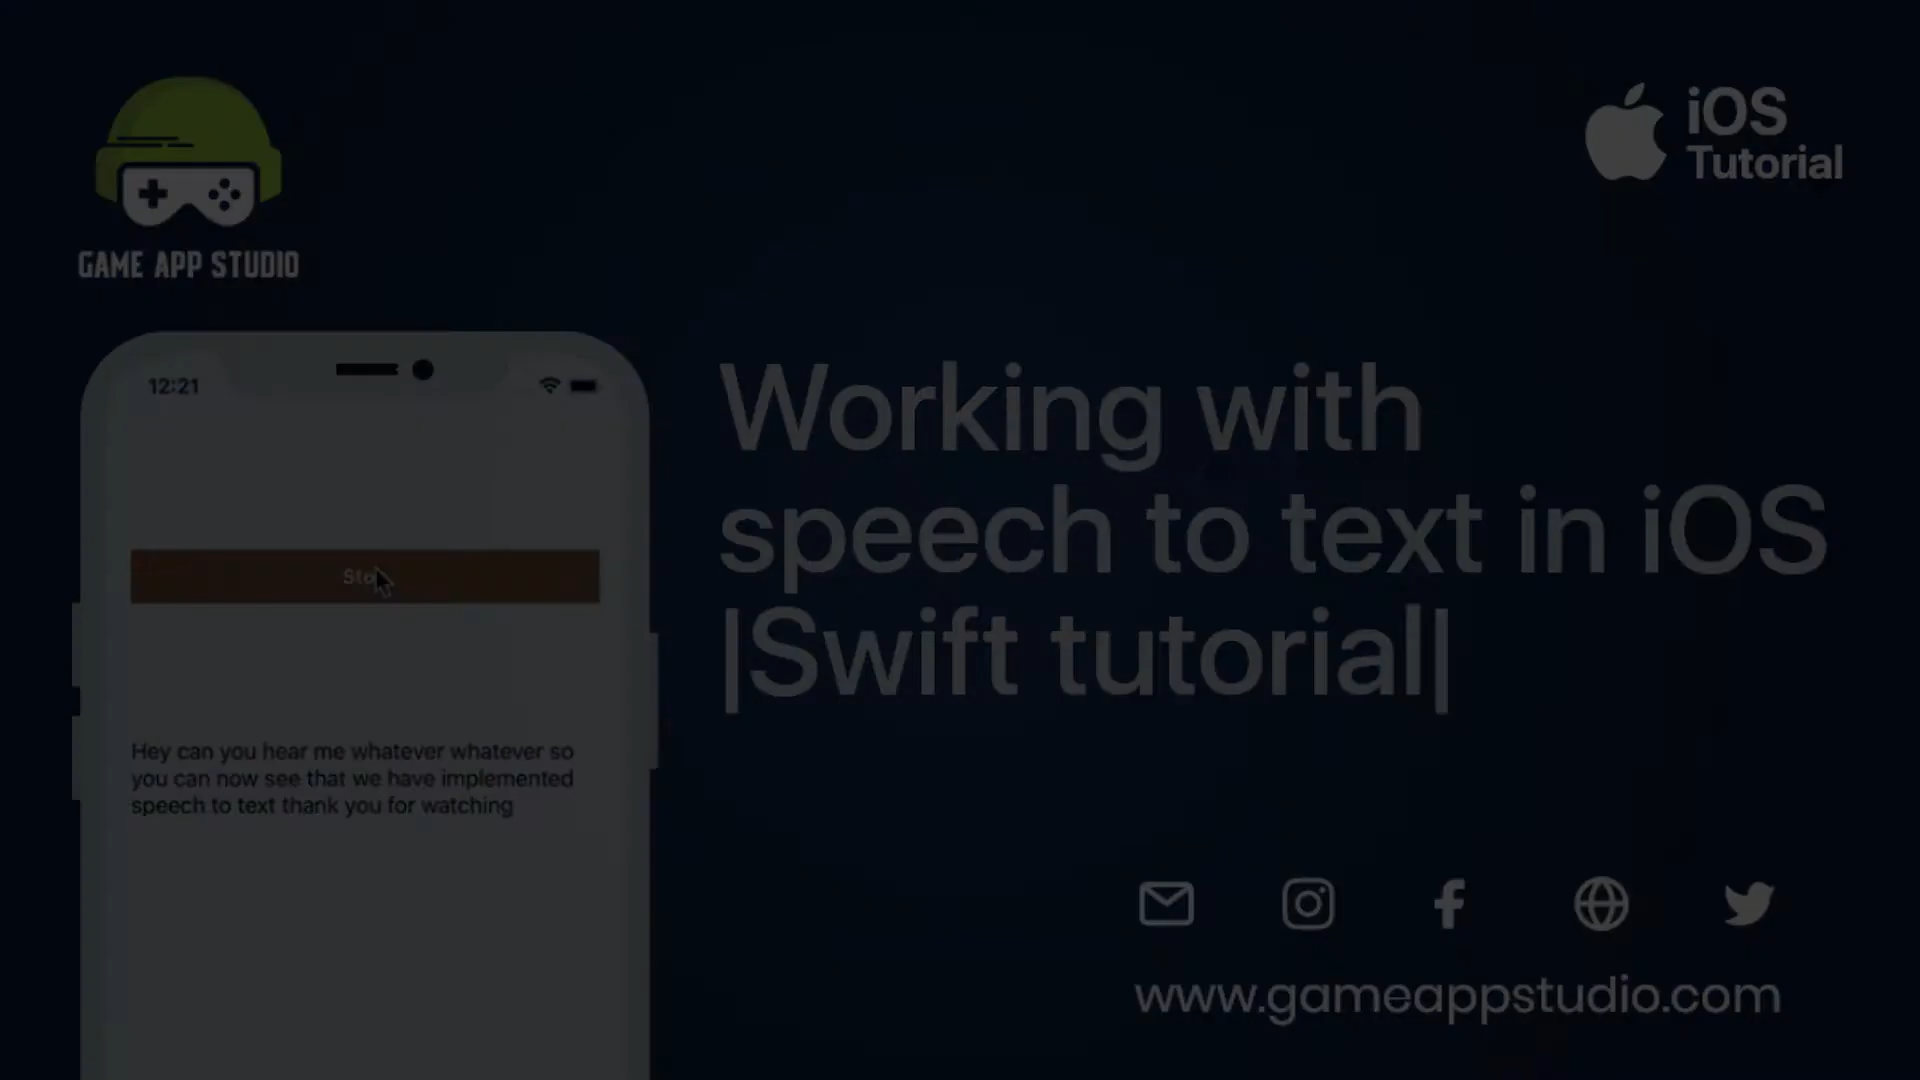 GAME APP STUDIO
iOS
Tutorial
12:21
Working with
speech to text in iOS
|Swift tutorial|
Hey can you hear me whatever whatever so
you can now see that we have implemented
speech to text thank you for watching
www.gameappstudio.com